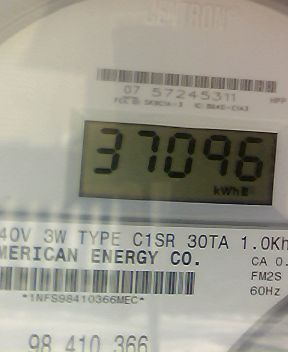 07 57245311
37096
kWh
40V 3W TYPE C1SR 30TA 1.0Kh
MERICAN ENERGY CO.
CA 0.
FM2S
*1NFS98410366MEC*
60Hz
98 410 366